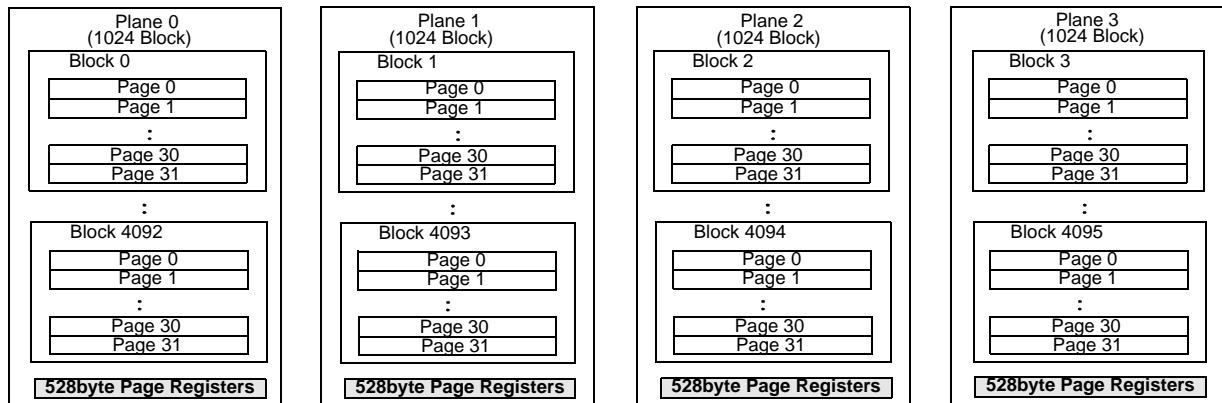 Plane 0
(1024 Block)
Block 0
Page 0
Page 1
:
Page 30
Page 31
:
Block 4092
Page 0
Page 1
:
Page 30
Page 31
528byte Page Registers
Plane 1
(1024 Block)
Block 1
Page 0
Page 1
:
Page 30
Page 31
:
Block 4093
Page 0
Page 1
:
Page 30
Page 31
528byte Page Registers
Plane 2
(1024 Block)
Block 2
Page 0
Page 1
:
Page 30
Page 31
:
Block 4094
Page 0
Page 1
:
Page 30
Page 31
528byte Page Registers
Plane 3
(1024 Block)
Block 3
Page 0
Page 1
:
Page 30
Page 31
:
Block 4095
Page 0
Page 1
:
Page 30
Page 31
528byte Page Registers